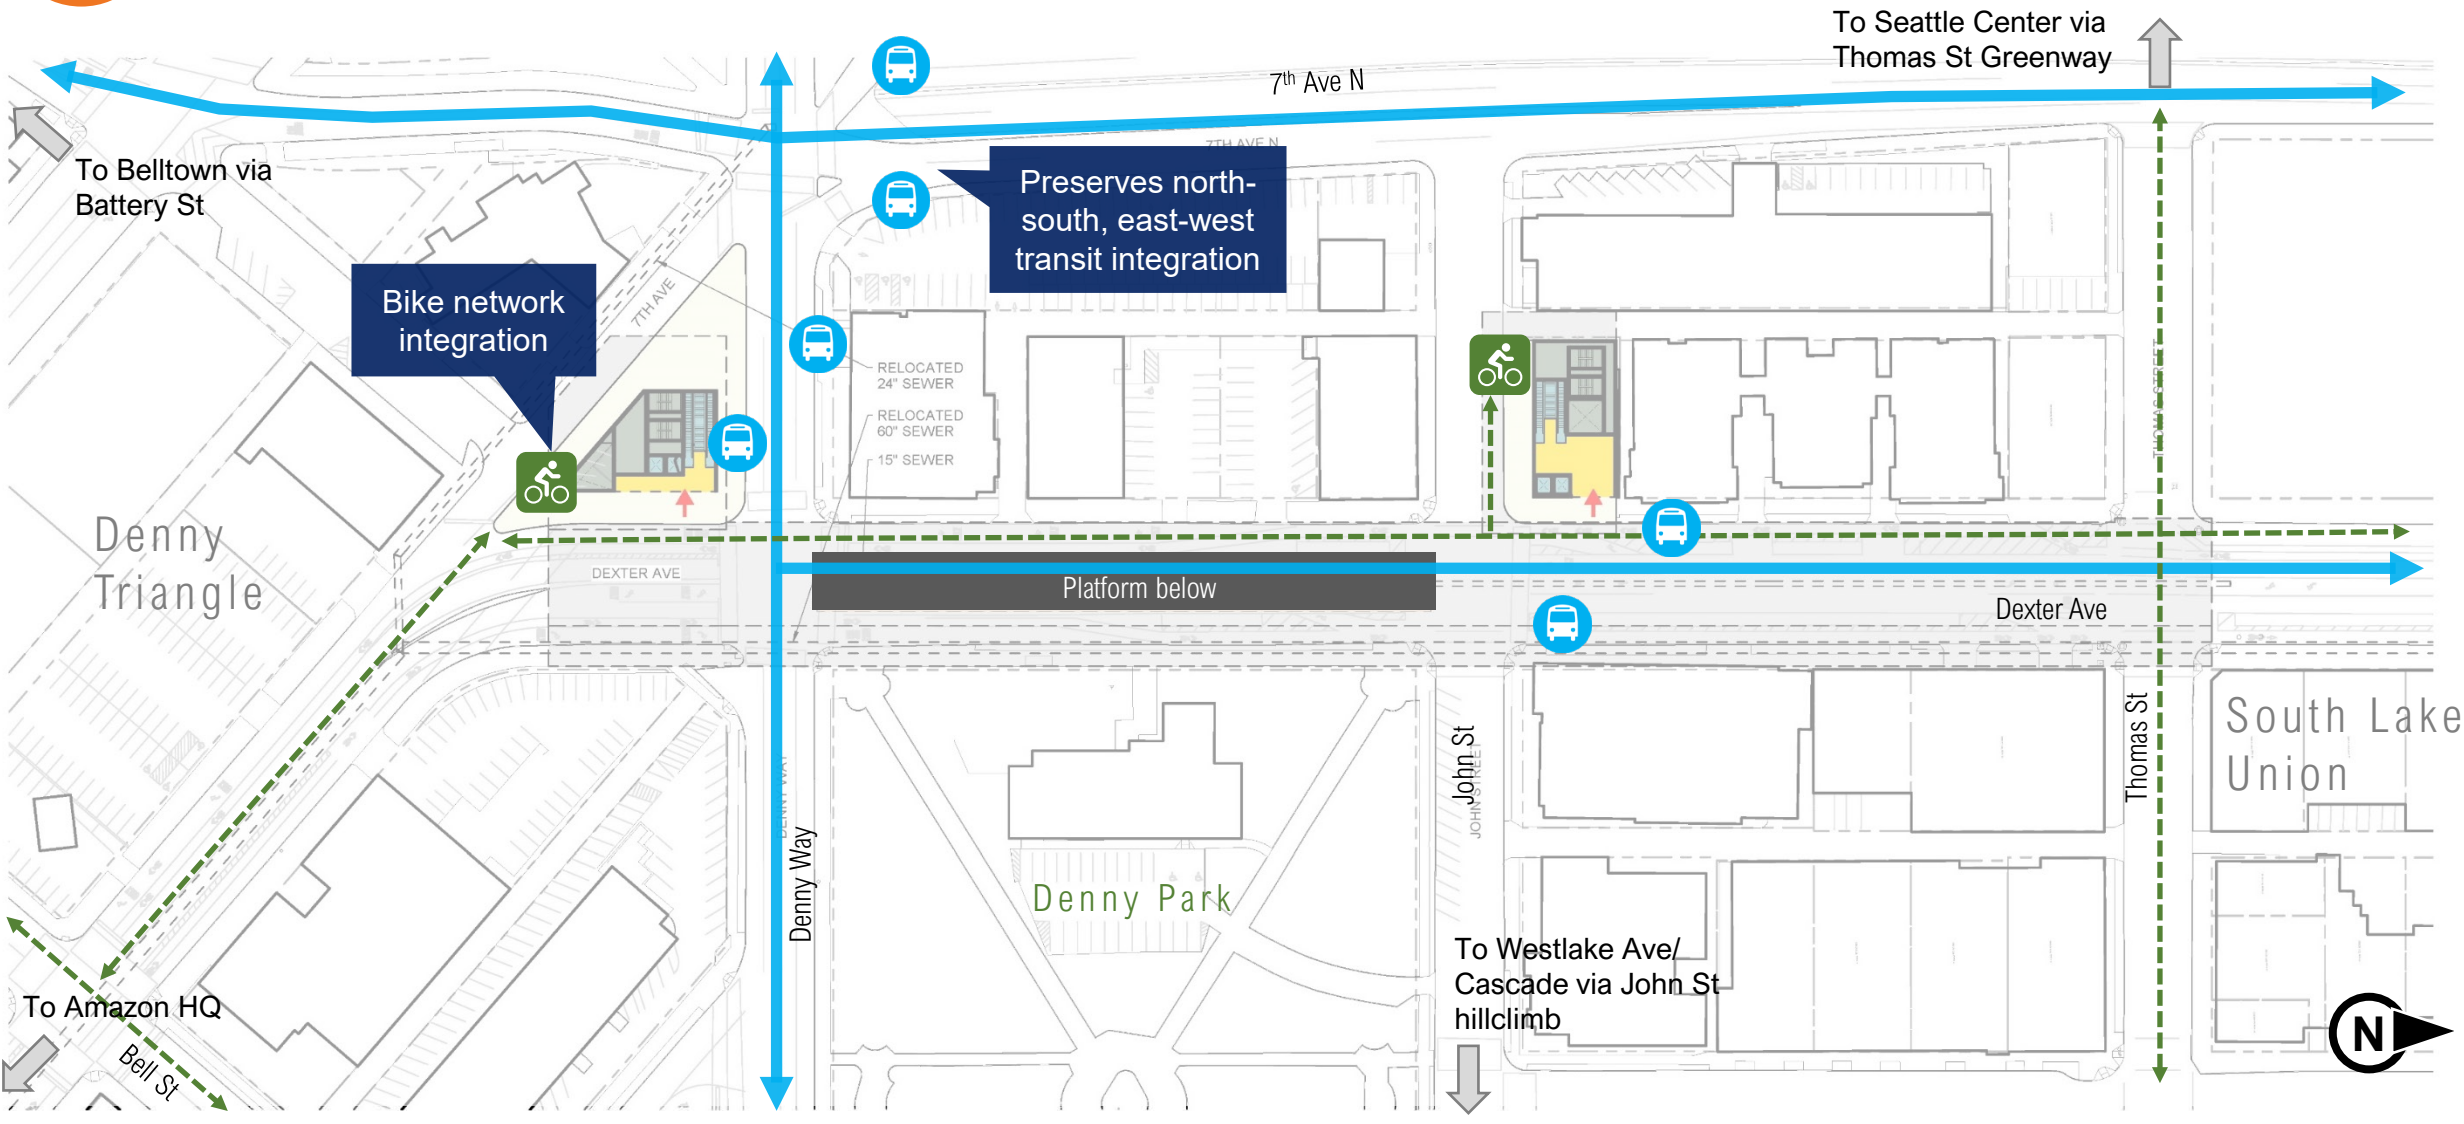 To Seattle Center via
Thomas St Greenway
7th Ave N
7TH AVE N
To Belltown via
Battery St
Preserves north-
south, east-west
transit integration
Bike network
integration
7TH AVE
RELOCATED
24" SEWER
RELOCATED
60" SEWER
15" SEWER
THOMAS STREET
Denny
Triangle
DEXTER AVE
Platform below
Dexter Ave
South Lake
Union
Thomas St
John St
JOHN STREET
DENNY WAY
Denny Way
Denny Park
To Westlake Ave/
Cascade via John St
hillclimb
To Amazon HQ
Bell St
N